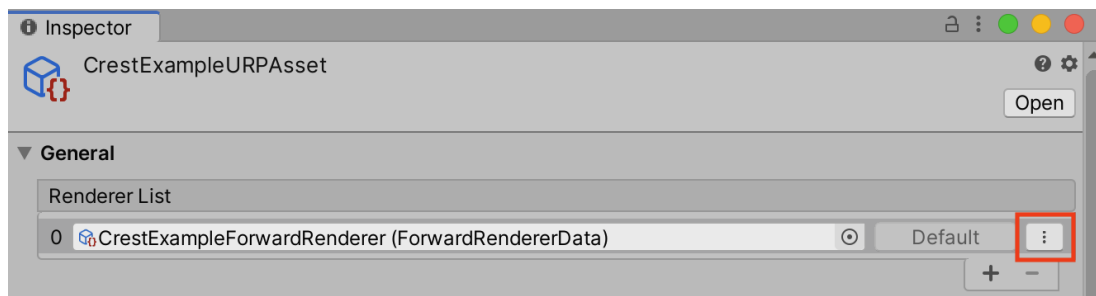 Inspector
CrestExampleURPAsset
Open
General
Renderer List
0 CrestExampleForwardRenderer (ForwardRendererData) Default